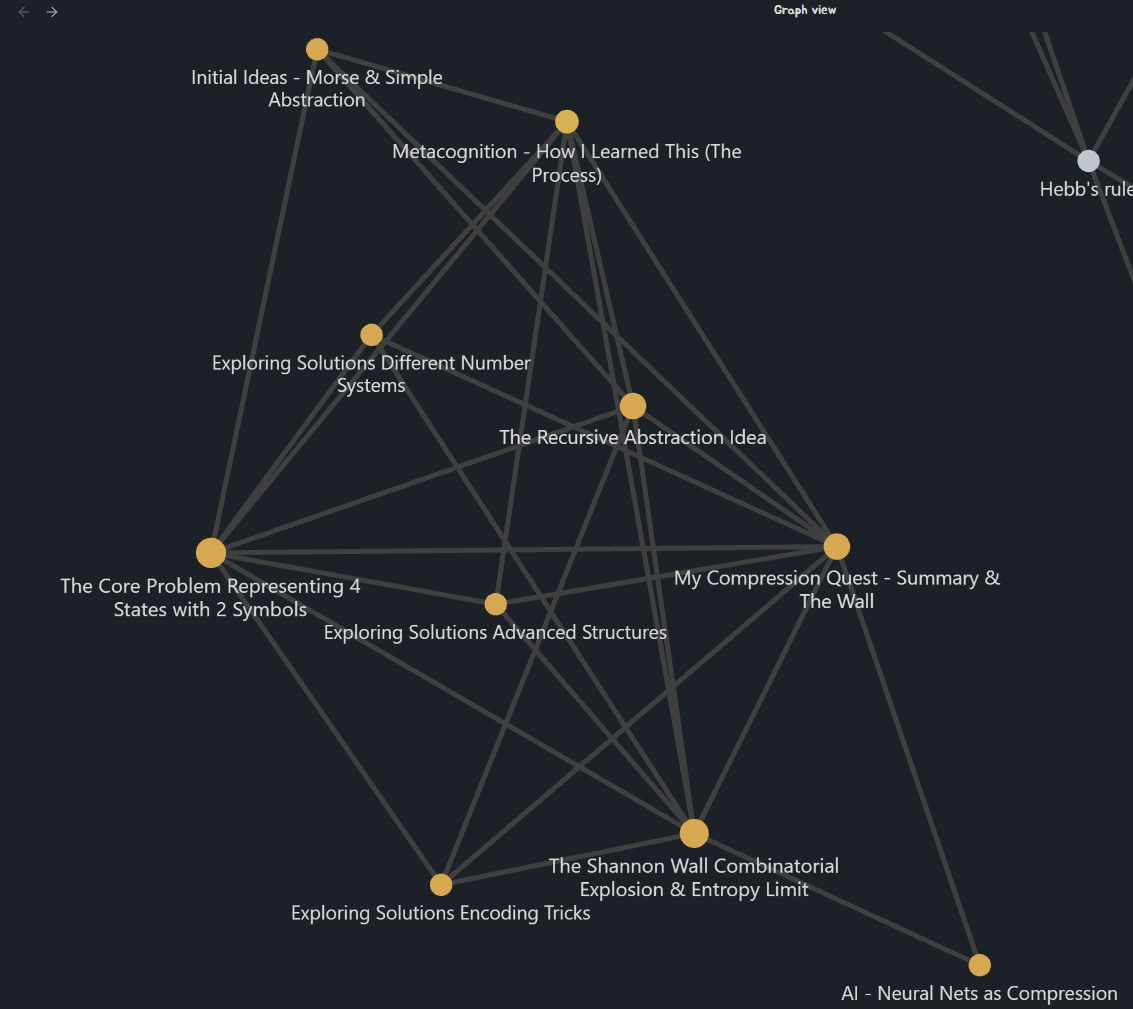 Graph view
Initial Ideas - Morse & Simple
Abstraction
Metacognition - How I Learned This (The
Process)
Hebb's rule
Exploring Solutions Different Number
Systems
The Recursive Abstraction Idea
The Core Problem Representing 4
States with 2 Symbols
My Compression Quest - Summary &
The Wall
Exploring Solutions Advanced Structures
The Shannon Wall Combinatorial
Explosion & Entropy Limit
Exploring Solutions Encoding Tricks
AI - Neural Nets as Compression